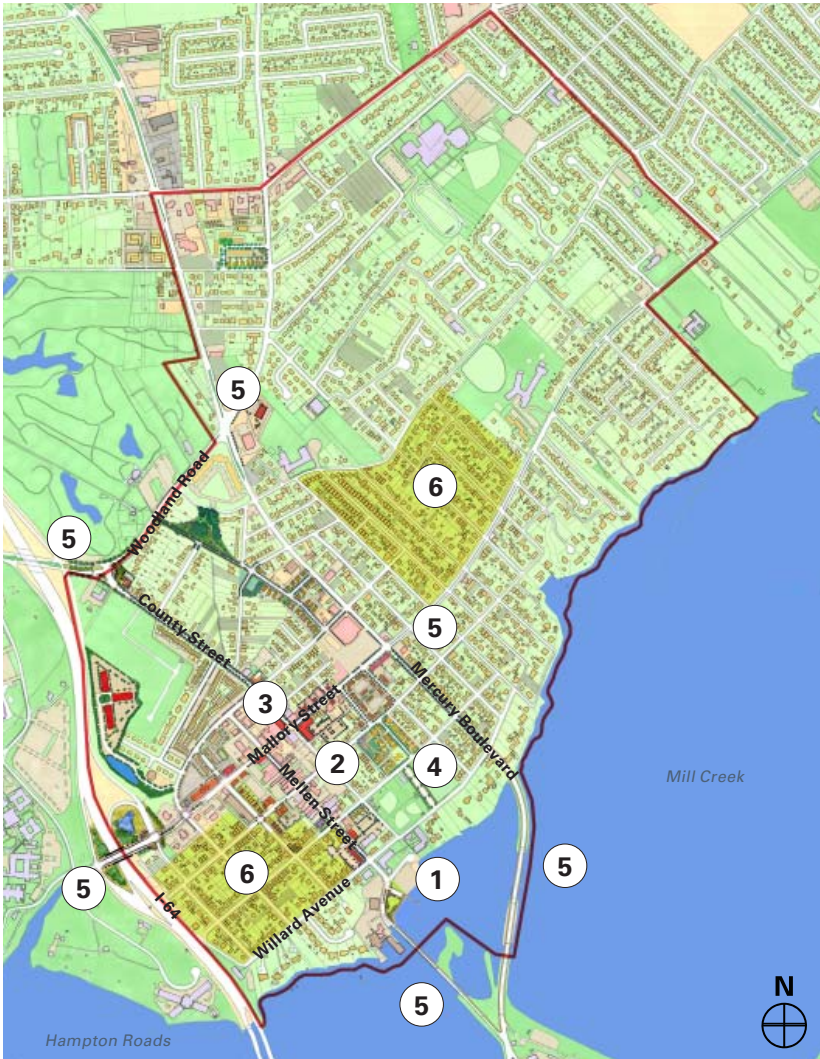 5
6
Woodland Road
5
County Street
5
Mercury Boulevard
3
Mallory Street
2
4
Mellen Street
Mill Creek
5
1
6
5
I-64
Willard Avenue
N
5
Hampton Roads